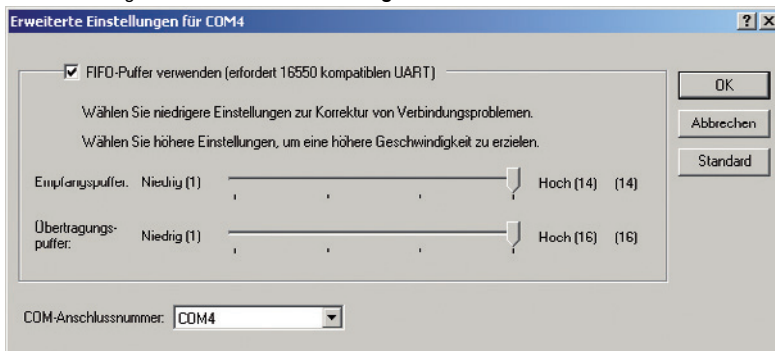 Erweiterte Einstellungen für COM4
FIFO-Puffer verwenden (erfordert 16550 kompatiblen UART)
OK
Wählen Sie niedrigere Einstellungen zur Korrektur von Verbindungsproblemen.
Abbrechen
Wählen Sie höhere Einstellungen, um eine höhere Geschwindigkeit zu erzielen.
Standard
Empfangspuffer: Niedrig (1) Hoch (14) (14)
Übertragungs-
puffer: Niedrig (1) Hoch (16) (16)
COM-Anschlussnummer: COM4